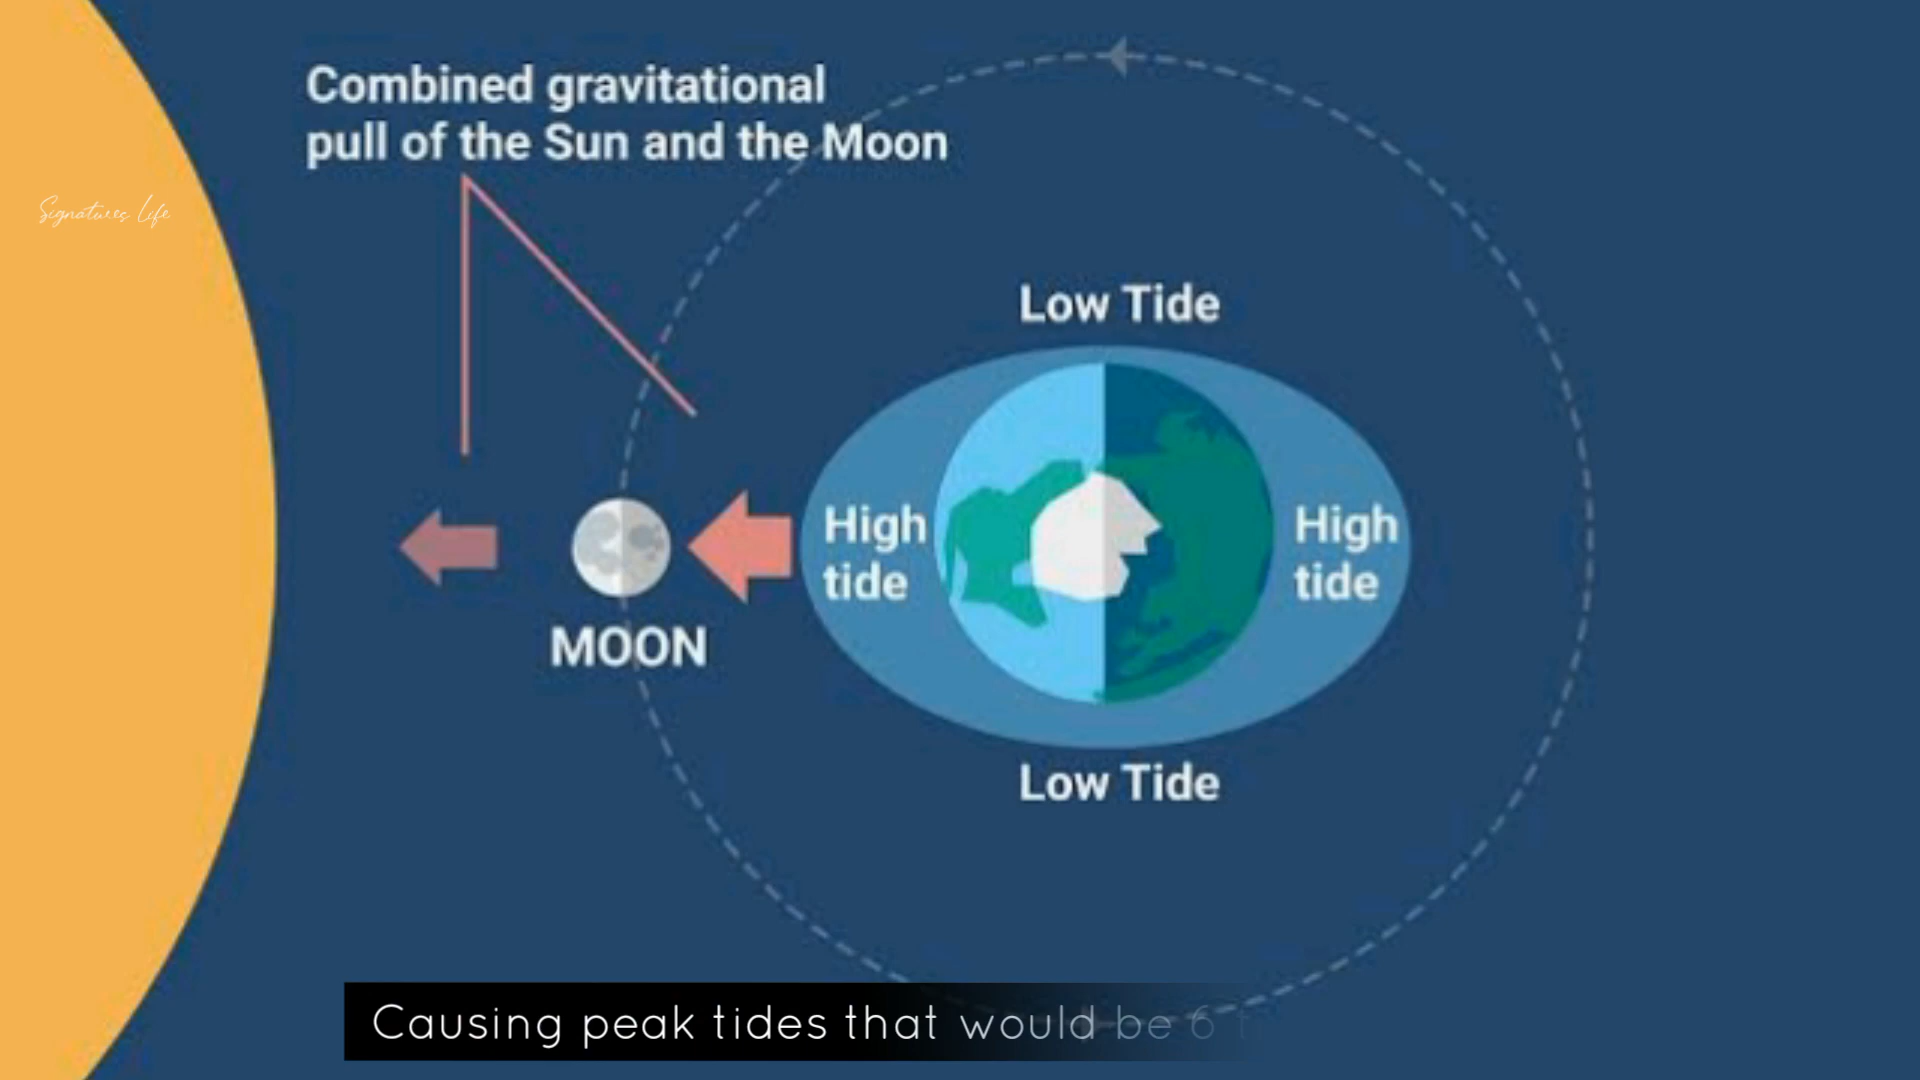 Combined gravitational
pull of the Sun and the Moon
Signatures Life
Low Tide
High
tide
High
tide
MOON
Low Tide
Causing peak tides that would be 6